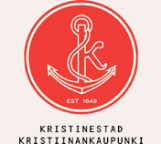 K
EST 1649
KRISTINESTAD
KRISTIINANKAUPUNKI